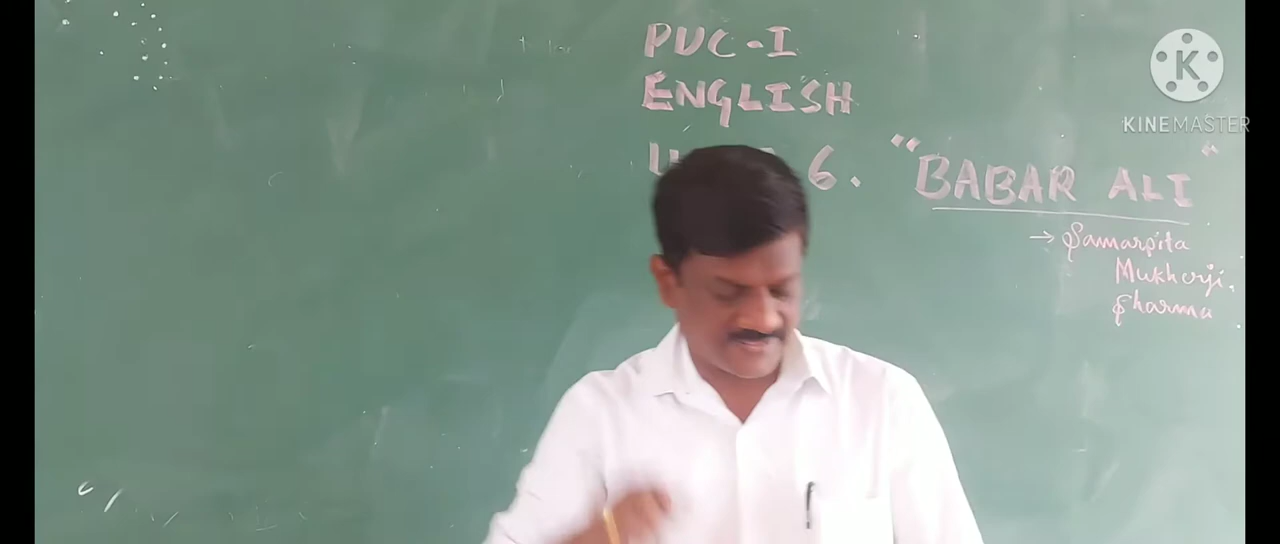 PUC-I
ENGLISH
6. "BABAR ALI"
→ Samarpita
Mukherji.
Sharma
K
KINEMASTER